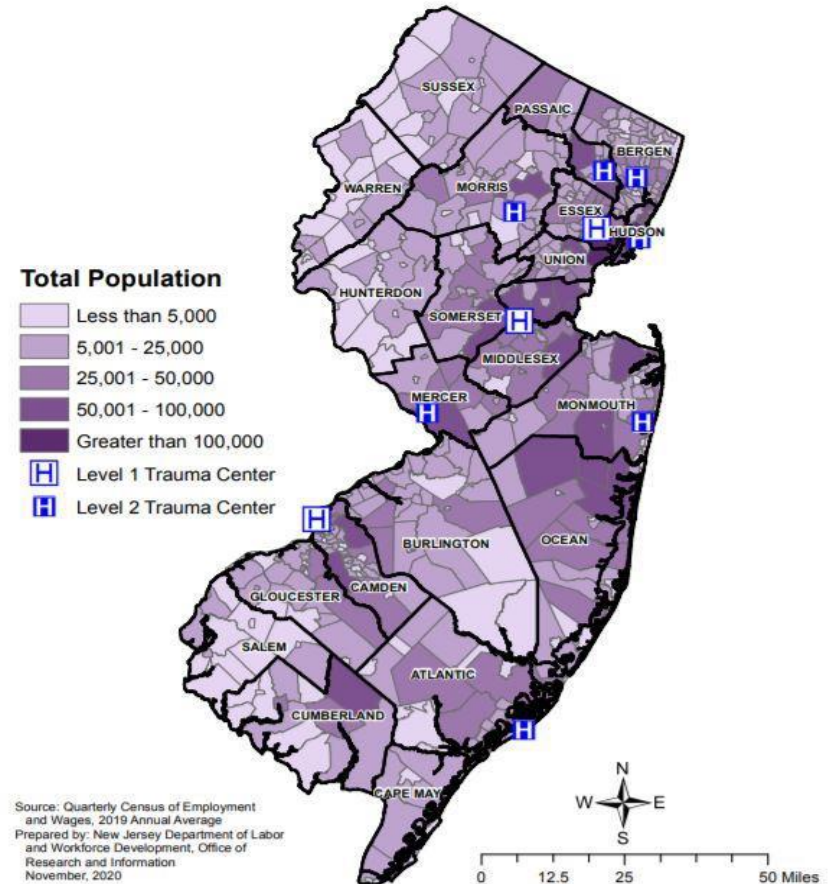 SUSSEX
PASSAIC
BERGEN
WARREN
MORRIS
ESSEX
HUDSON
UNION
HUNTERDON
SOMERSET
MIDDLESEX
MERCER
MONMOUTH
BURLINGTON
OCEAN
CAMDEN
GLOUCESTER
SALEM
ATLANTIC
CUMBERLAND
CAPE MAY
H
H
H
H
H
H
H
H
H
H
Total Population
Less than 5,000
5,001 - 25,000
25,001 - 50,000
50,001 - 100,000
Greater than 100,000
H Level 1 Trauma Center
H Level 2 Trauma Center
Source: Quarterly Census of Employment
and Wages, 2019 Annual Average
Prepared by: New Jersey Department of Labor
and Workforce Development, Office of
Research and Information
November, 2020
N
W E
S
0 12.5 25 50 Miles